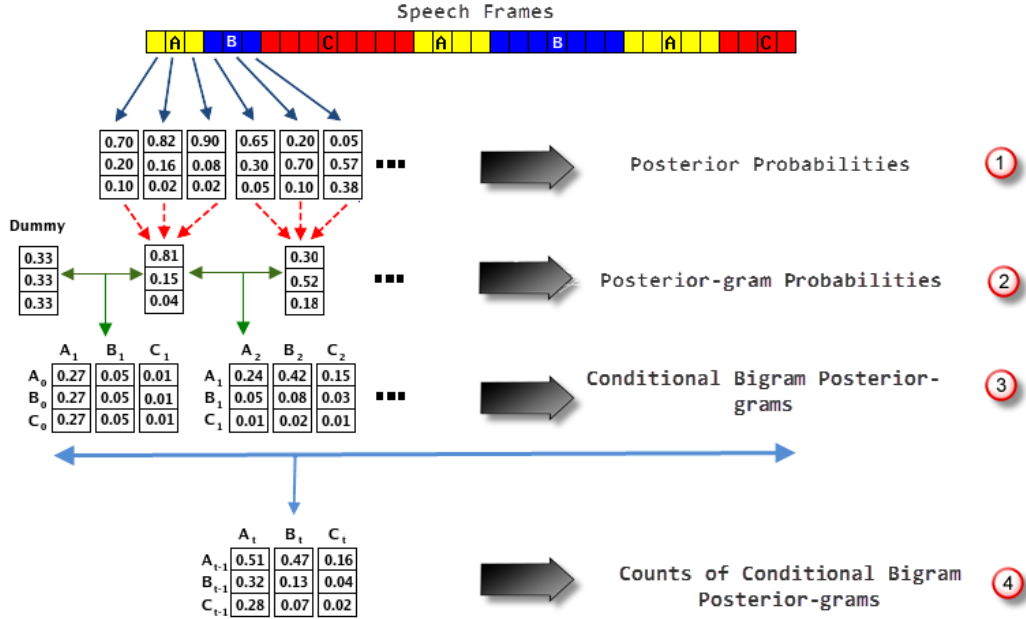 Speech Frames
A B C A B A C
0.70 0.82 0.90 0.65 0.20 0.05
0.20 0.16 0.08 0.30 0.70 0.57
0.10 0.02 0.02 0.05 0.10 0.38
Posterior Probabilities
1
Dummy
0.33 0.81 0.30
0.33 0.15 0.52
0.33 0.04 0.18
Posterior-gram Probabilities
2
A1 B1 C1
A0 0.27 0.05 0.01
B0 0.27 0.05 0.01
C0 0.27 0.05 0.01
A2 B2 C2
A1 0.24 0.42 0.15
B1 0.05 0.08 0.03
C1 0.01 0.02 0.01
Conditional Bigram Posterior-
grams
3
At Bt Ct
At-1 0.51 0.47 0.16
Bt-1 0.32 0.13 0.04
Ct-1 0.28 0.07 0.02
Counts of Conditional Bigram
Posterior-grams
4